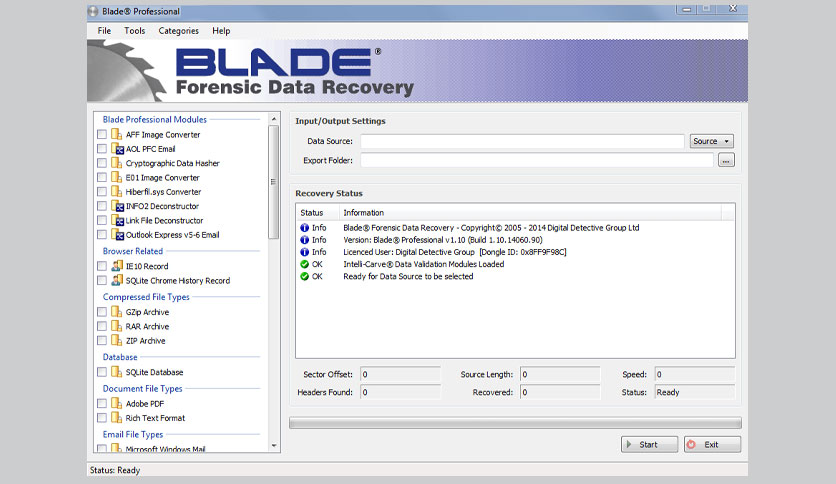 Blade® Professional
File Tools Categories Help
BLADE®
Forensic Data Recovery
Blade Professional Modules
AFF Image Converter
AOL PFC Email
Cryptographic Data Hasher
E01 Image Converter
Hiberfil.sys Converter
INFO2 Deconstructor
Link File Deconstructor
Outlook Express v5-6 Email
Browser Related
IE10 Record
SQLite Chrome History Record
Compressed File Types
GZip Archive
RAR Archive
ZIP Archive
Database
SQLite Database
Document File Types
Adobe PDF
Rich Text Format
Email File Types
Microsoft Windows Mail
Input/Output Settings
Data Source: Source
Export Folder: ...
Recovery Status
Status Information
Info Blade® Forensic Data Recovery - Copyright© 2005 - 2014 Digital Detective Group Ltd
Info Version: Blade® Professional v1.10 (Build 1.10.14060.90)
Info Licenced User: Digital Detective Group [Dongle ID: 0x8FF9F98C]
OK Intelli-Carve® Data Validation Modules Loaded
OK Ready for Data Source to be selected
Sector Offset: 0 Source Length: 0 Speed: 0
Headers Found: 0 Recovered: 0 Status: Ready
Start Exit
Status: Ready